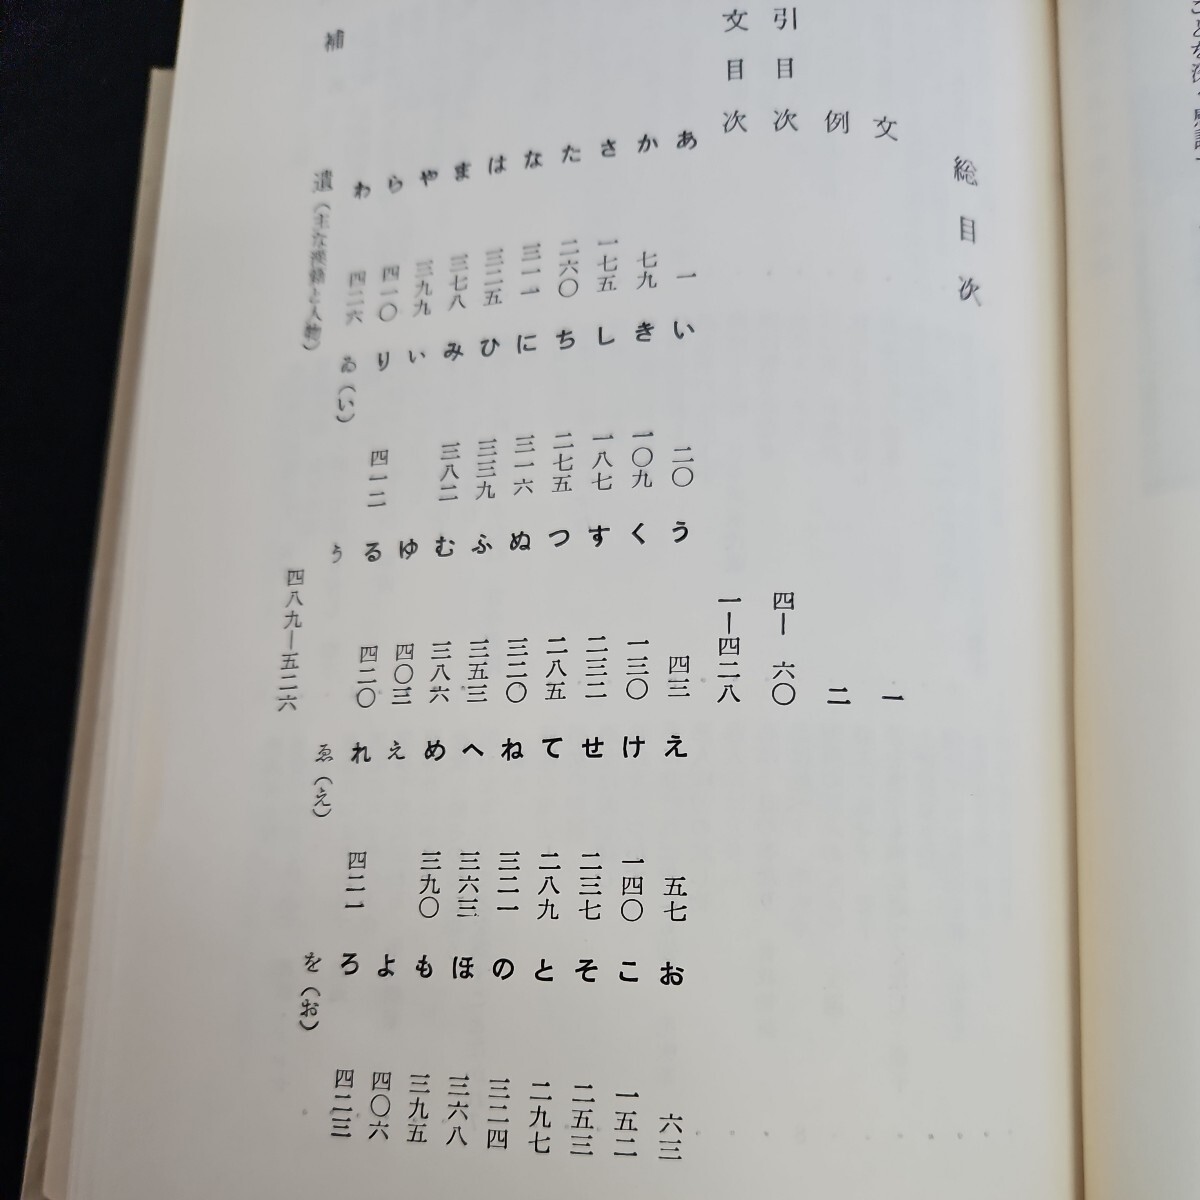 総目次
文 一
例 二
引目次 四―六〇
文目次 一―四二八
あ 一 い 二〇 う 四三 え 五七 お 六三
か 七九 き 一〇九 く 一三〇 け 一四〇 こ 一五二
さ 一七五 し 一八七 す 二三二 せ 二三七 そ 二五三
た 二六〇 ち 二七五 つ 二八五 て 二八九 と 二九七
な 三一一 に 三一六 ぬ 三二〇 ね 三二一 の 三二四
は 三二五 ひ 三三九 ふ 三五三 へ 三六三 ほ 三六八
ま 三七八 み 三八二 む 三八六 め 三九〇 も 三九五
や 三九九 い ゆ 四〇三 え よ 四〇六
ら 四一〇 り 四一二 る 四二〇 れ 四二一 ろ 四二三
わ 四二六 ゐ（い） う ゑ（え） を（お）
補遺（主な漢籍と人物） 四八九―五二六